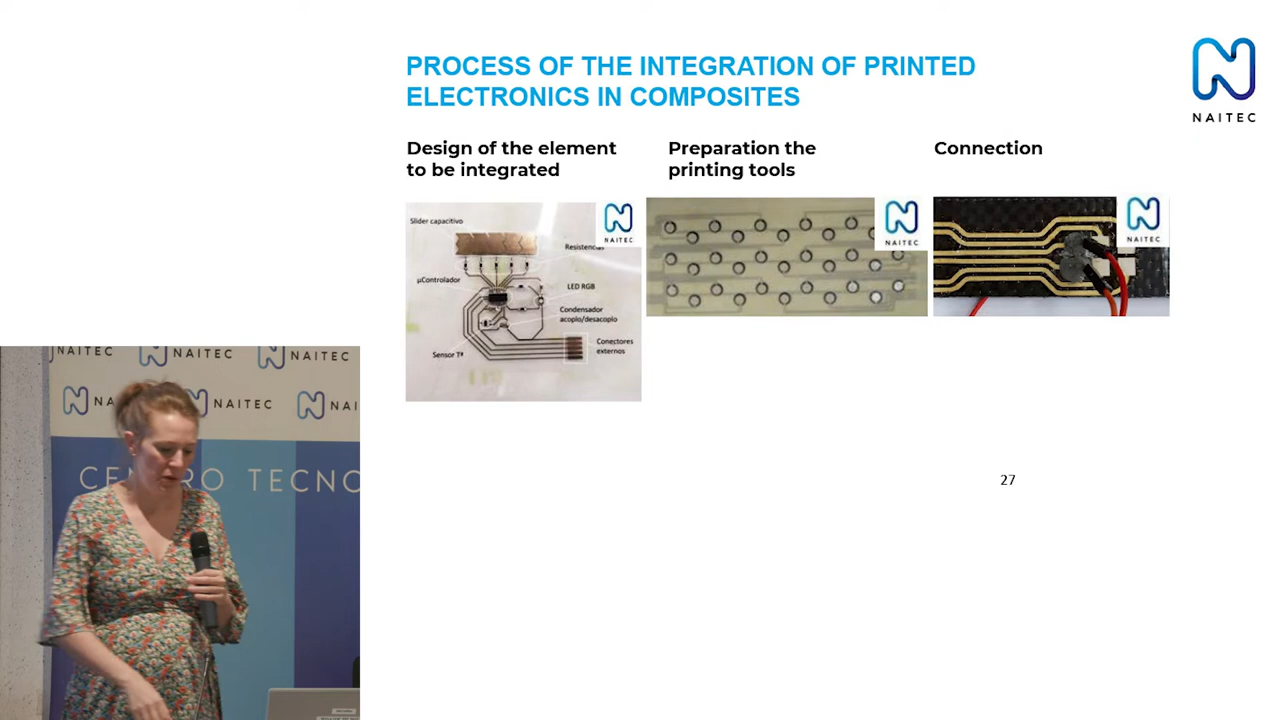 PROCESS OF THE INTEGRATION OF PRINTED
ELECTRONICS IN COMPOSITES
NAITEC
Design of the element
to be integrated
Preparation the
printing tools
Connection
NAITEC
Slider capacitivo
Resistencias
µControlador
LED RGB
Condensador
acoplo/desacoplo
Conectores
externos
Sensor Tª
NAITEC
NAITEC
27
NAITEC
NAITEC
NAITEC
NA
NAITEC
NAI
CENTRO TECNO